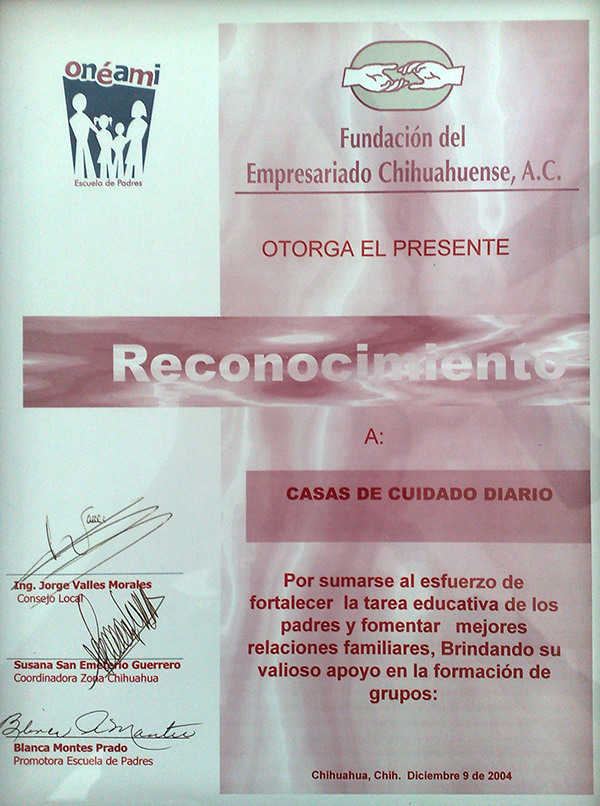 onéami
Escuela de Padres
Fundación del
Empresariado Chihuahuense, A.C.
OTORGA EL PRESENTE
Reconocimiento
A:
CASAS DE CUIDADO DIARIO
Por sumarse al esfuerzo de
fortalecer la tarea educativa de los
padres y fomentar mejores
relaciones familiares, Brindando su
valioso apoyo en la formación de
grupos:
Ing. Jorge Valles Morales
Consejo Local
Susana San Emeterio Guerrero
Coordinadora Zona Chihuahua
Blanca Montes Prado
Promotora Escuela de Padres
Chihuahua, Chih. Diciembre 9 de 2004